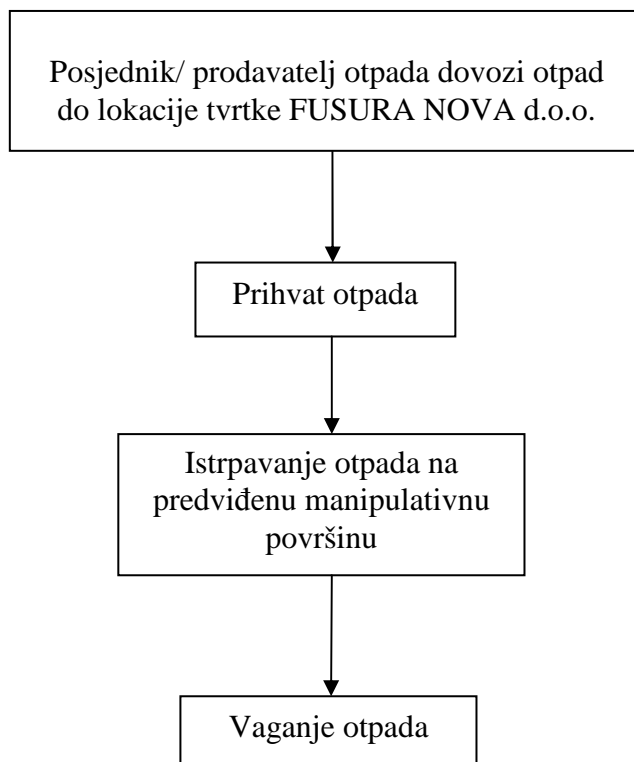 Posjednik/ prodavatelj otpada dovozi otpad
do lokacije tvrtke FUSURA NOVA d.o.o.
Prihvat otpada
Istrpavanje otpada na
predviđenu manipulativnu
površinu
Vaganje otpada